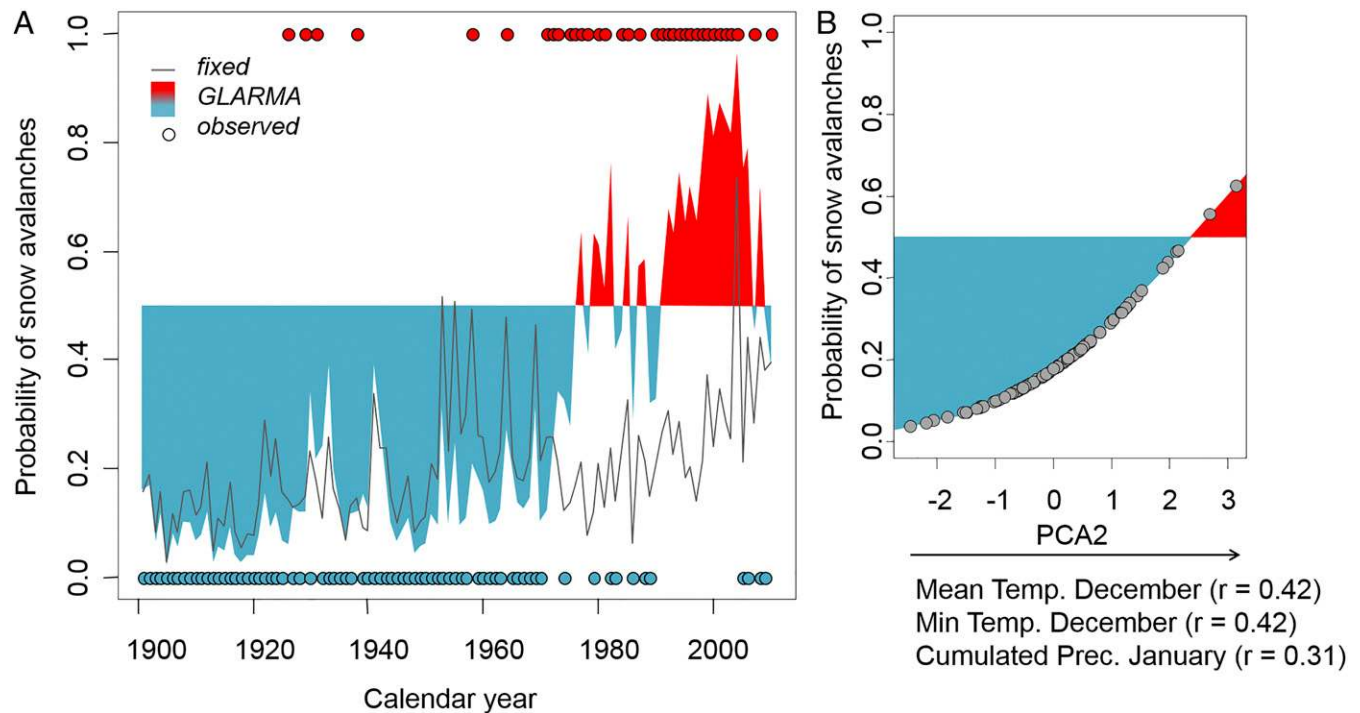 A
Probability of snow avalanches
1.0
0.8
0.6
0.4
0.2
0.0
fixed
GLARMA
observed
1900 1920 1940 1960 1980 2000
Calendar year
B
Probability of snow avalanches
1.0
0.8
0.6
0.4
0.2
0.0
-2 -1 0 1 2 3
PCA2
Mean Temp. December (r = 0.42)
Min Temp. December (r = 0.42)
Cumulated Prec. January (r = 0.31)